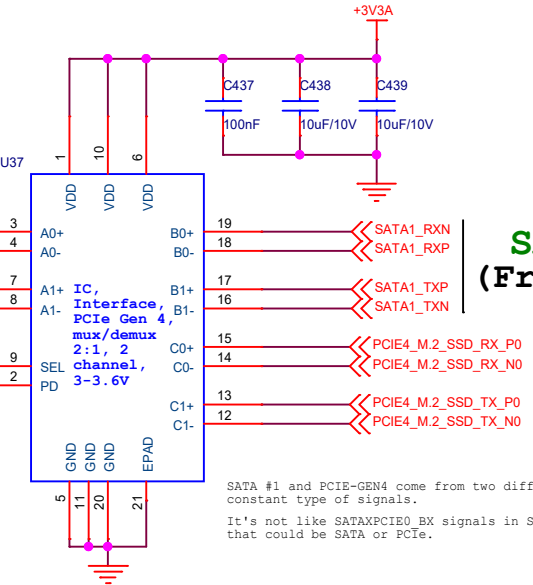 +3V3A
C437
C438
C439
100nF
10uF/10V
10uF/10V
U37
1
10
6
VDD
VDD
VDD
3
A0+
4
A0-
7
A1+
8
A1-
9
SEL
2
PD
IC,
Interface,
PCIe Gen 4,
mux/demux
2:1, 2
channel,
3-3.6V
B0+
19
SATA1_RXN
B0-
18
SATA1_RXP
B1+
17
SATA1_TXP
B1-
16
SATA1_TXN
C0+
15
PCIE4_M.2_SSD_RX_P0
C0-
14
PCIE4_M.2_SSD_RX_N0
C1+
13
PCIE4_M.2_SSD_TX_P0
C1-
12
PCIE4_M.2_SSD_TX_N0
GND
GND
GND
EPAD
5
11
20
21
(Fr
SATA #1 and PCIE-GEN4 come from two diff
constant type of signals.
It's not like SATAXPCIE0_BX signals in S
that could be SATA or PCIe.